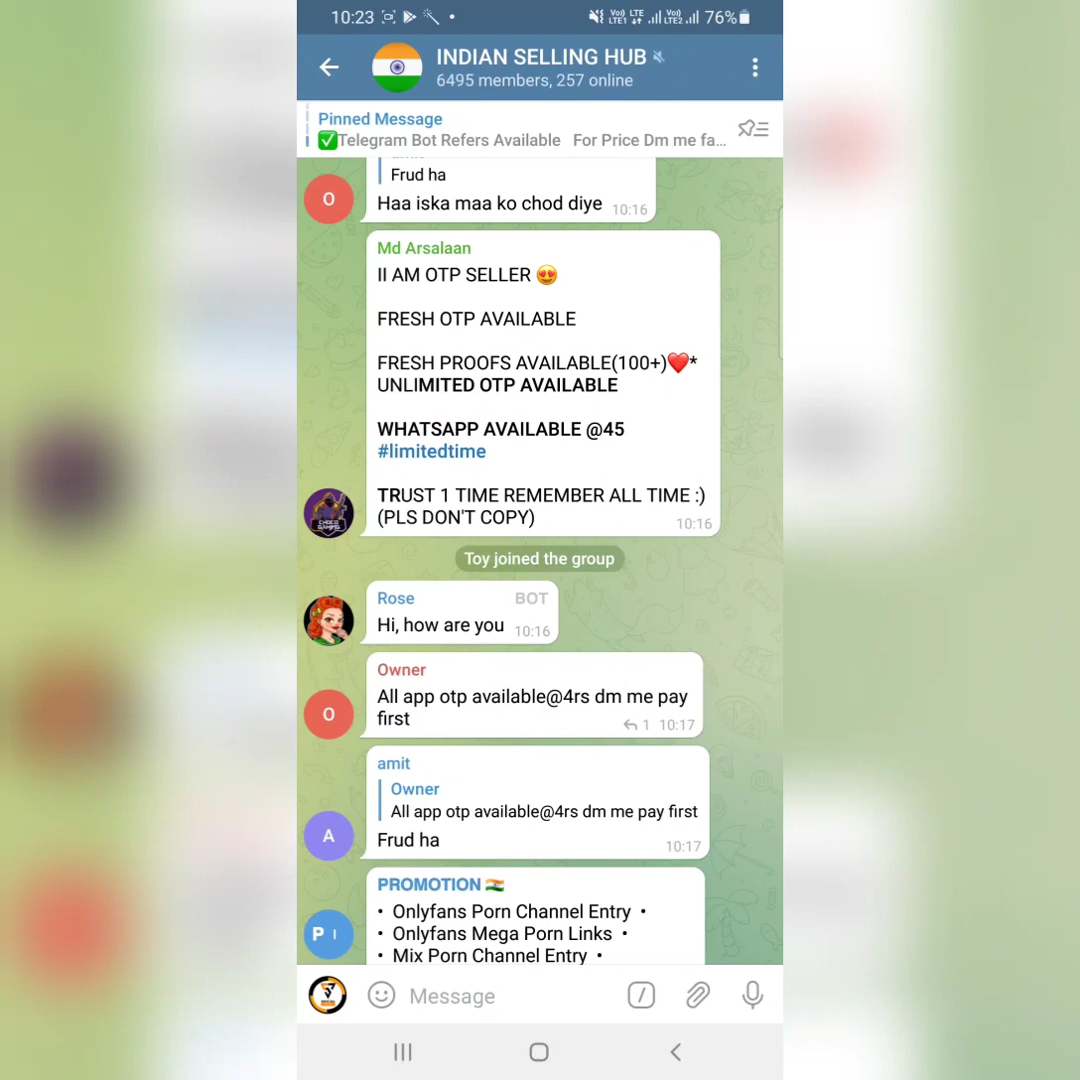 10:23
Vo)) LTE Vo))
LTE1 LTE2 76%
INDIAN SELLING HUB
6495 members, 257 online
Pinned Message
✅Telegram Bot Refers Available For Price Dm me fa...
Frud ha
O
Haa iska maa ko chod diye 10:16
Md Arsalaan
II AM OTP SELLER 😍
FRESH OTP AVAILABLE
FRESH PROOFS AVAILABLE(100+)❤️*
UNLIMITED OTP AVAILABLE
WHATSAPP AVAILABLE @45
#limitedtime
TRUST 1 TIME REMEMBER ALL TIME :)
(PLS DON'T COPY) 10:16
Toy joined the group
Rose BOT
Hi, how are you 10:16
Owner
All app otp available@4rs dm me pay
first 1 10:17
O
amit
Owner
All app otp available@4rs dm me pay first
A
Frud ha 10:17
PROMOTION 🇮🇳
• Onlyfans Porn Channel Entry •
P I
• Onlyfans Mega Porn Links •
• Mix Porn Channel Entry •
Message